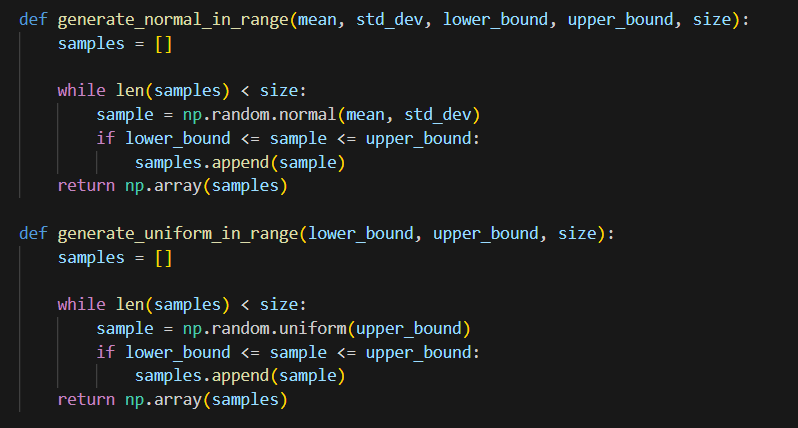 def generate_normal_in_range(mean, std_dev, lower_bound, upper_bound, size):
    samples = []

    while len(samples) < size:
        sample = np.random.normal(mean, std_dev)
        if lower_bound <= sample <= upper_bound:
            samples.append(sample)
    return np.array(samples)

def generate_uniform_in_range(lower_bound, upper_bound, size):
    samples = []

    while len(samples) < size:
        sample = np.random.uniform(upper_bound)
        if lower_bound <= sample <= upper_bound:
            samples.append(sample)
    return np.array(samples)